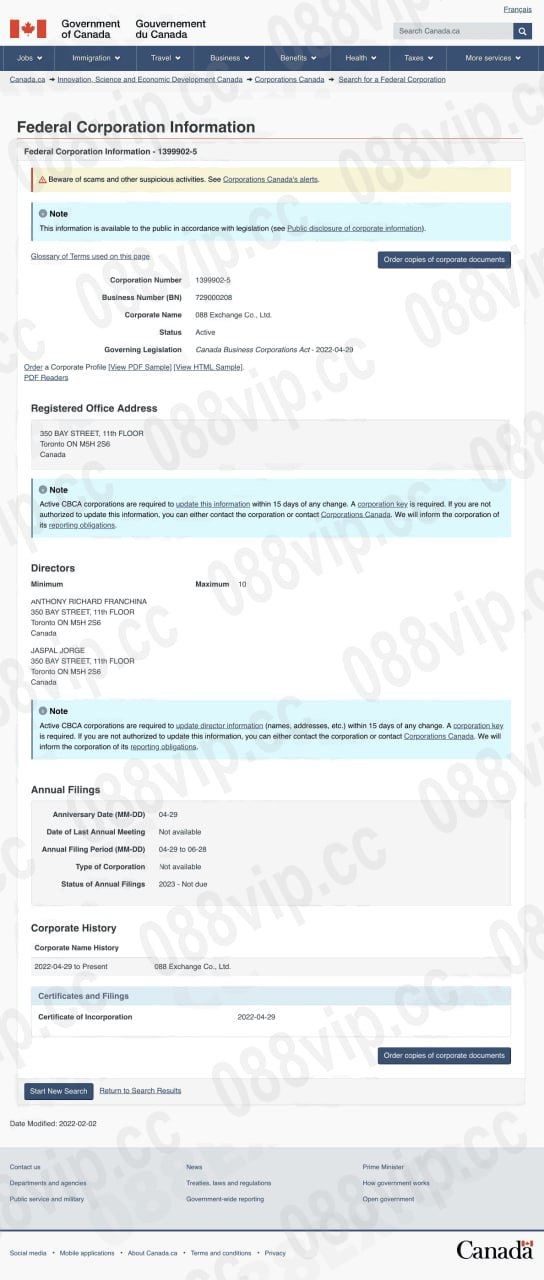 Français
Government of Canada
Gouvernement du Canada
Search Canada.ca
Jobs Immigration Travel Business Benefits Health Taxes More services
Canada.ca → Innovation, Science and Economic Development Canada → Corporations Canada → Search for a Federal Corporation
Federal Corporation Information
Federal Corporation Information - 1399902-5
Beware of scams and other suspicious activities. See Corporations Canada's alerts.
Note
This information is available to the public in accordance with legislation (see Public disclosure of corporate information).
Glossary of Terms used on this page
Order copies of corporate documents
Corporation Number 1399902-5
Business Number (BN) 729000208
Corporate Name 088 Exchange Co., Ltd.
Status Active
Governing Legislation Canada Business Corporations Act - 2022-04-29
Order a Corporate Profile [View PDF Sample] [View HTML Sample].
PDF Readers
Registered Office Address
350 BAY STREET, 11th FLOOR
Toronto ON M5H 2S6
Canada
Note
Active CBCA corporations are required to update this information within 15 days of any change. A corporation key is required. If you are not
authorized to update this information, you can either contact the corporation or contact Corporations Canada. We will inform the corporation of
its reporting obligations.
Directors
Minimum Maximum 10
ANTHONY RICHARD FRANCHINA
350 BAY STREET, 11th FLOOR
Toronto ON M5H 2S6
Canada
JASPAL JORGE
350 BAY STREET, 11th FLOOR
Toronto ON M5H 2S6
Canada
Note
Active CBCA corporations are required to update director information (names, addresses, etc.) within 15 days of any change. A corporation key
is required. If you are not authorized to update this information, you can either contact the corporation or contact Corporations Canada. We will
inform the corporation of its reporting obligations.
Annual Filings
Anniversary Date (MM-DD) 04-29
Date of Last Annual Meeting Not available
Annual Filing Period (MM-DD) 04-29 to 06-28
Type of Corporation Not available
Status of Annual Filings 2023 - Not due
Corporate History
Corporate Name History
2022-04-29 to Present 088 Exchange Co., Ltd.
Certificates and Filings
Certificate of Incorporation 2022-04-29
Order copies of corporate documents
Start New Search Return to Search Results
Date Modified: 2022-02-02
Contact us News Prime Minister
Departments and agencies Treaties, laws and regulations How government works
Public service and military Government-wide reporting Open government
Social media • Mobile applications • About Canada.ca • Terms and conditions • Privacy
Canada
088vip.cc